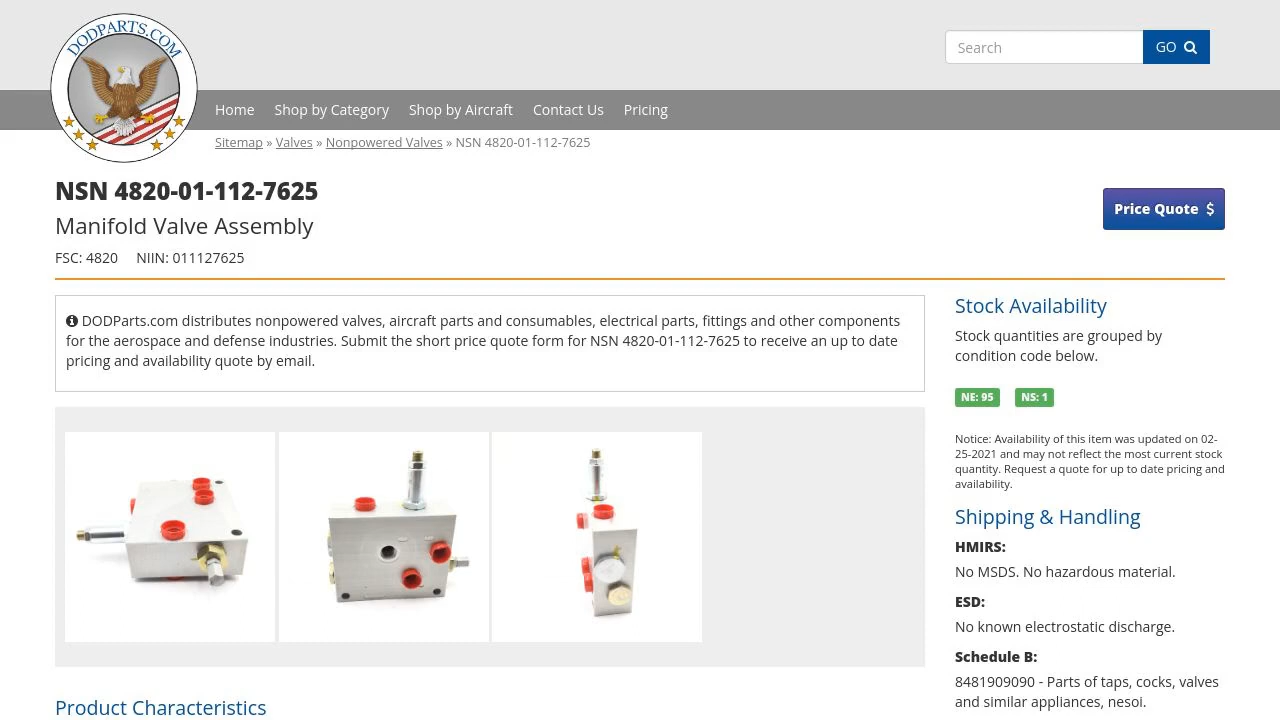 DODPARTS.COM
Search
GO
Home
Shop by Category
Shop by Aircraft
Contact Us
Pricing
Sitemap » Valves » Nonpowered Valves » NSN 4820-01-112-7625
NSN 4820-01-112-7625
Manifold Valve Assembly
FSC: 4820 NIIN: 011127625
Price Quote $
DODParts.com distributes nonpowered valves, aircraft parts and consumables, electrical parts, fittings and other components
for the aerospace and defense industries. Submit the short price quote form for NSN 4820-01-112-7625 to receive an up to date
pricing and availability quote by email.
Product Characteristics
Stock Availability
Stock quantities are grouped by
condition code below.
NE: 95 NS: 1
Notice: Availability of this item was updated on 02-
25-2021 and may not reflect the most current stock
quantity. Request a quote for up to date pricing and
availability.
Shipping & Handling
HMIRS:
No MSDS. No hazardous material.
ESD:
No known electrostatic discharge.
Schedule B:
8481909090 - Parts of taps, cocks, valves
and similar appliances, nesoi.